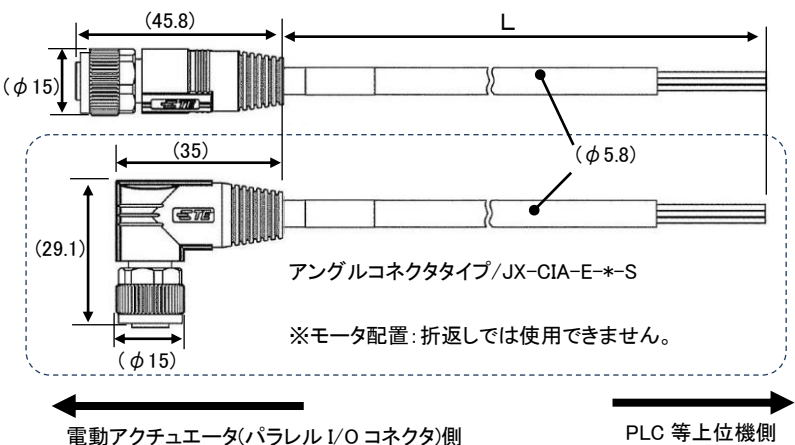 (45.8)
L
(φ15)
(35)
(φ5.8)
(29.1)
アングルコネクタタイプ/JX-CIA-E-*-S
※モータ配置:折返しでは使用できません。
(φ15)
電動アクチュエータ(パラレル I/O コネクタ)側
PLC 等上位機側